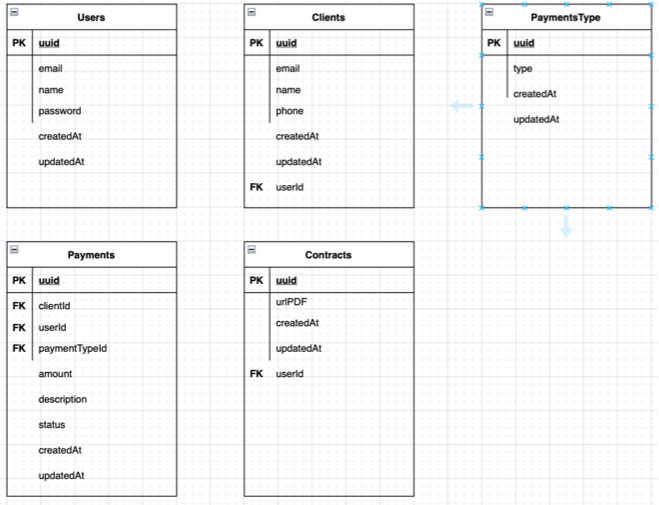 Users
PK uuid
email
name
password
createdAt
updatedAt
Clients
PK uuid
email
name
phone
createdAt
updatedAt
FK userId
PaymentsType
PK uuid
type
createdAt
updatedAt
Payments
PK uuid
FK clientId
FK userId
FK paymentTypeId
amount
description
status
createdAt
updatedAt
Contracts
PK uuid
urlPDF
createdAt
updatedAt
FK userId